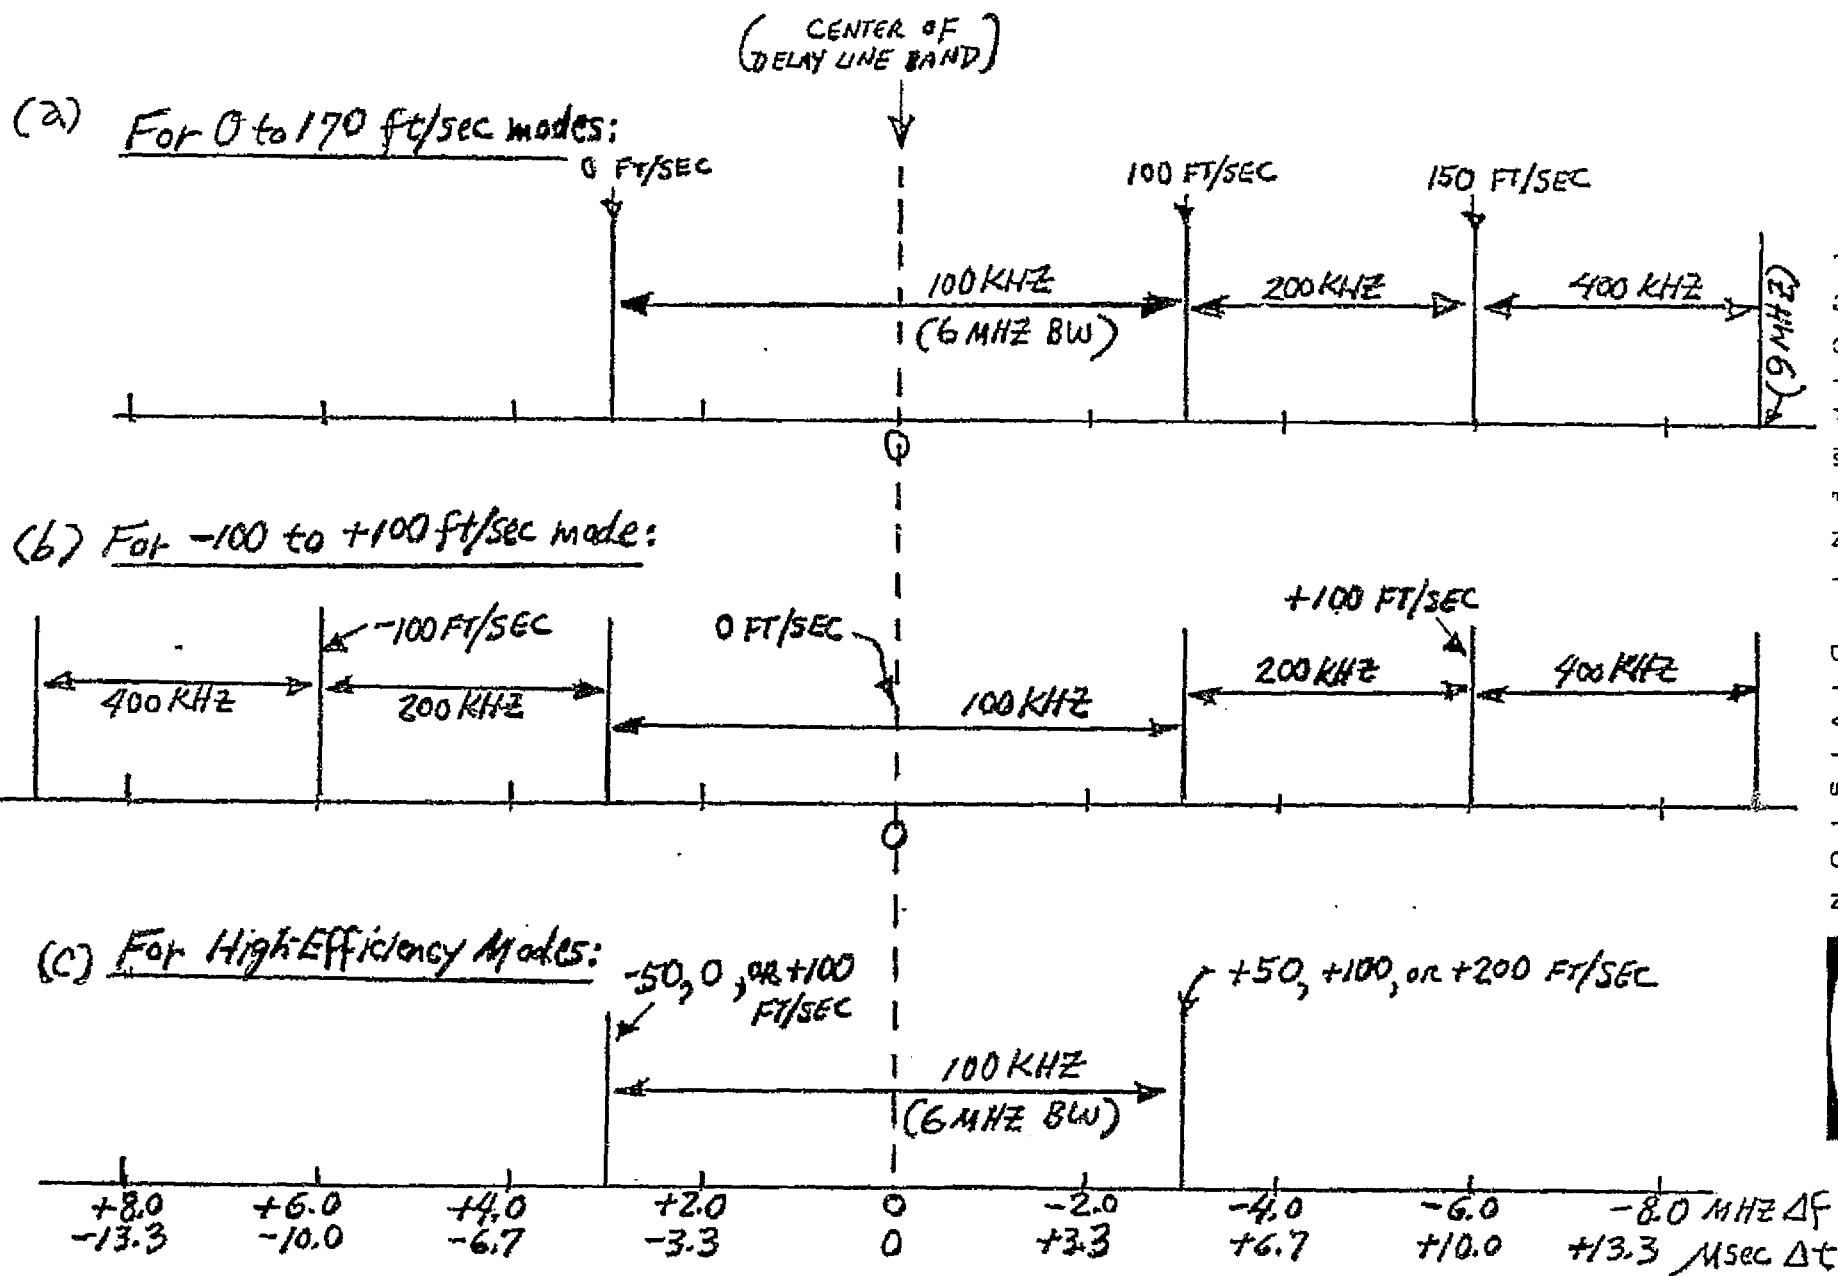 ( CENTER OF
DELAY LINE BAND )
(a) For 0 to 170 ft/sec modes:
0 FT/SEC
100 FT/SEC
150 FT/SEC
100 KHZ
200 KHZ
400 KHZ
(6 MHZ BW)
(9 MHZ)
0
(b) For -100 to +100 ft/sec mode:
+100 FT/SEC
-100 FT/SEC
0 FT/SEC
400 KHZ
200 KHZ
100 KHZ
200 KHZ
400 KHZ
0
(c) For High-Efficiency Modes:
-50, 0, OR +100
FT/SEC
+50, +100, OR +200 FT/SEC
100 KHZ
(6 MHZ BW)
+8.0 +6.0 +4.0 +2.0 0 -2.0 -4.0 -6.0 -8.0 MHZ Δf
-13.3 -10.0 -6.7 -3.3 0 +3.3 +6.7 +10.0 +13.3 μsec Δt